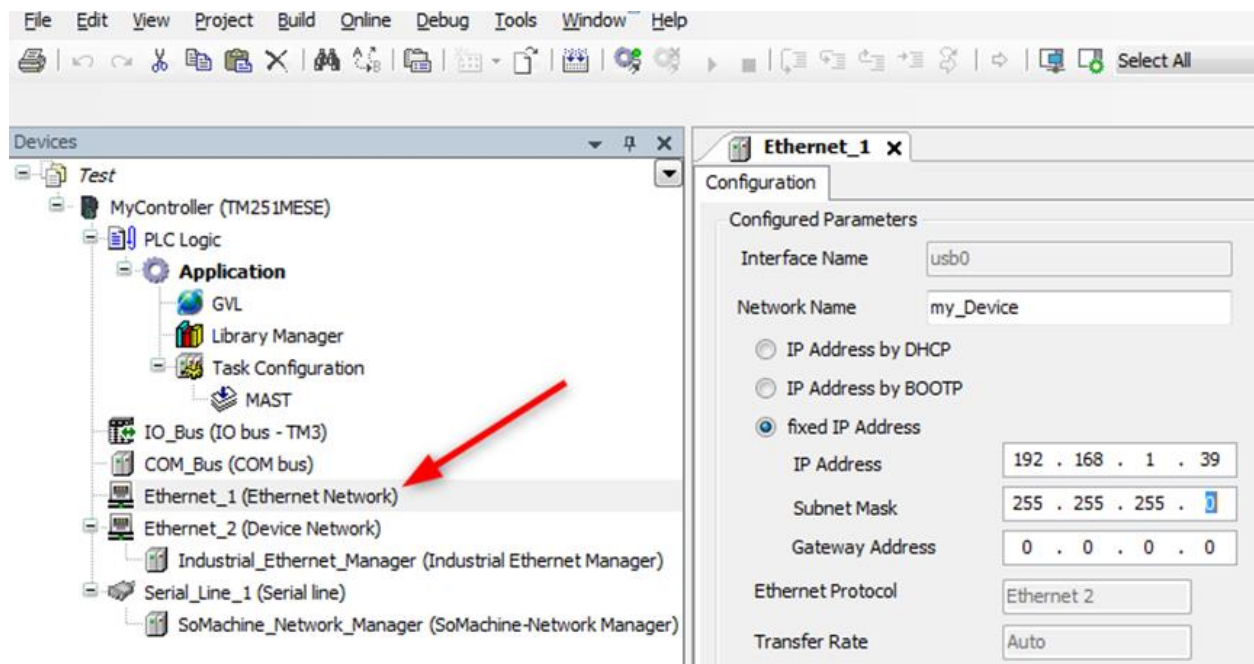 File Edit View Project Build Online Debug Tools Window Help
Select All
Devices
Test
MyController (TM251MESE)
PLC Logic
Application
GVL
Library Manager
Task Configuration
MAST
IO_Bus (IO bus - TM3)
COM_Bus (COM bus)
Ethernet_1 (Ethernet Network)
Ethernet_2 (Device Network)
Industrial_Ethernet_Manager (Industrial Ethernet Manager)
Serial_Line_1 (Serial line)
SoMachine_Network_Manager (SoMachine-Network Manager)
Ethernet_1
Configuration
Configured Parameters
Interface Name usb0
Network Name my_Device
IP Address by DHCP
IP Address by BOOTP
fixed IP Address
IP Address 192 . 168 . 1 . 39
Subnet Mask 255 . 255 . 255 . 0
Gateway Address 0 . 0 . 0 . 0
Ethernet Protocol Ethernet 2
Transfer Rate Auto